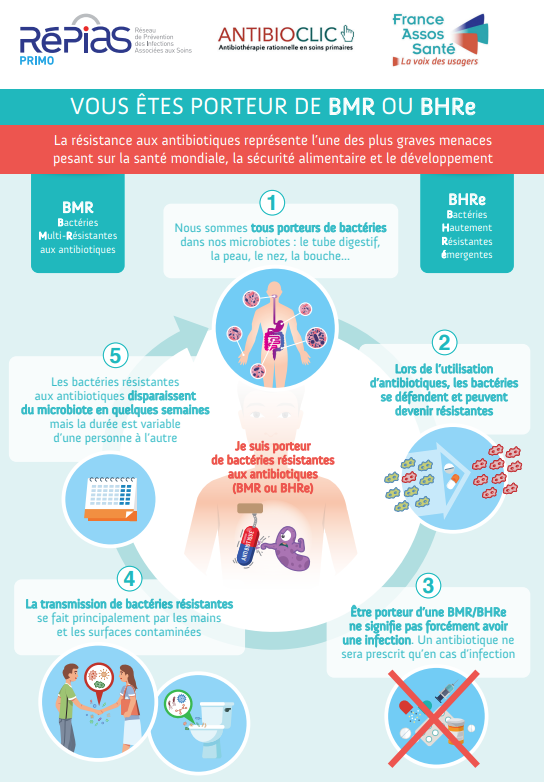 RéPiAS
PRIMO
Réseau
de Prévention
des Infections
Associées aux Soins
ANTIBIOCLIC
Antibiothérapie rationnelle en soins primaires
France
Assos
Santé
La voix des usagers
VOUS ÊTES PORTEUR DE BMR OU BHRe
La résistance aux antibiotiques représente l'une des plus graves menaces
pesant sur la santé mondiale, la sécurité alimentaire et le développement
BMR
Bactéries
Multi-Résistantes
aux antibiotiques
BHRe
Bactéries
Hautement
Résistantes
émergentes
1
Nous sommes tous porteurs de bactéries
dans nos microbiotes : le tube digestif,
la peau, le nez, la bouche...
2
Lors de l'utilisation
d'antibiotiques, les bactéries
se défendent et peuvent
devenir résistantes
5
Les bactéries résistantes
aux antibiotiques disparaissent
du microbiote en quelques semaines
mais la durée est variable
d'une personne à l'autre
Je suis porteur
de bactéries résistantes
aux antibiotiques
(BMR ou BHRe)
4
La transmission de bactéries résistantes
se fait principalement par les mains
et les surfaces contaminées
3
Être porteur d'une BMR/BHRe
ne signifie pas forcément avoir
une infection. Un antibiotique ne
sera prescrit qu'en cas d'infection